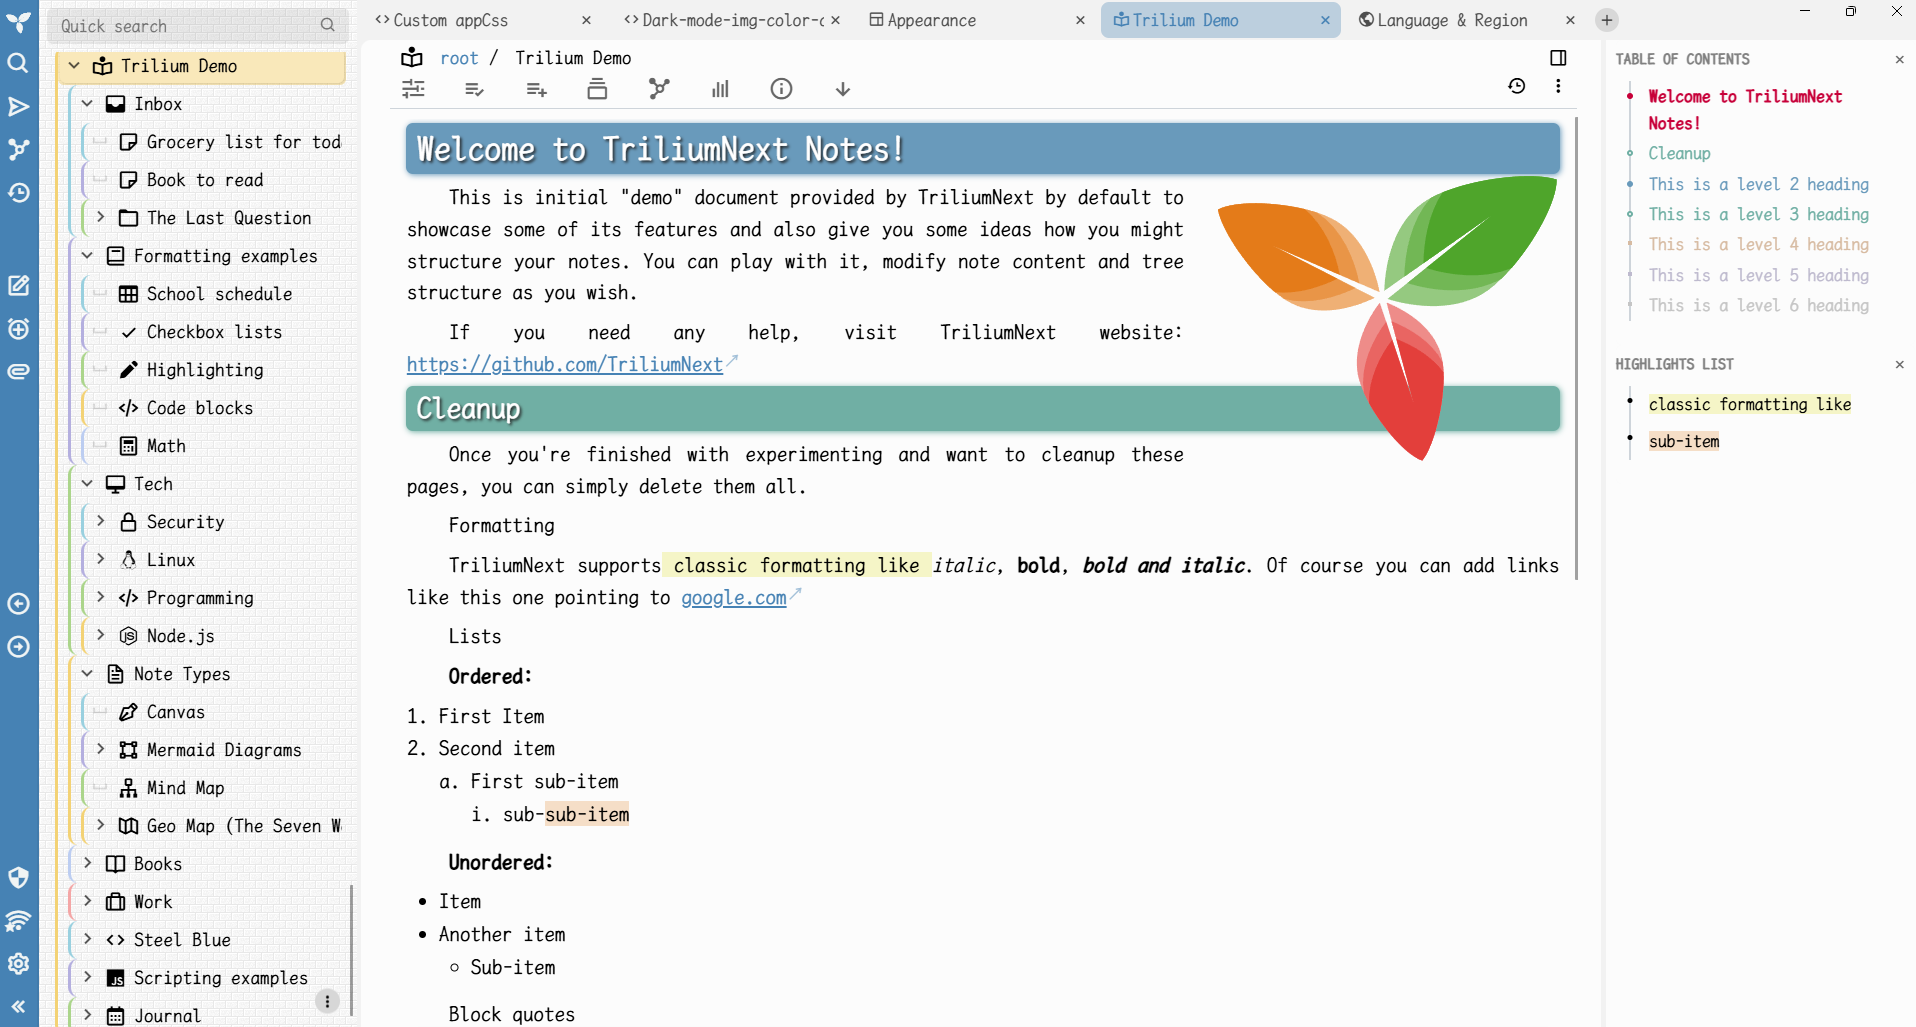 Quick search
Trilium Demo
Inbox
Grocery list for tod
Book to read
The Last Question
Formatting examples
School schedule
Checkbox lists
Highlighting
Code blocks
Math
Tech
Security
Linux
Programming
Node.js
Note Types
Canvas
Mermaid Diagrams
Mind Map
Geo Map (The Seven W
Books
Work
Steel Blue
Scripting examples
Journal
Custom appCss
Dark-mode-img-color-c
Appearance
Trilium Demo
Language & Region
root / Trilium Demo
Welcome to TriliumNext Notes!
This is initial "demo" document provided by TriliumNext by default to
showcase some of its features and also give you some ideas how you might
structure your notes. You can play with it, modify note content and tree
structure as you wish.
If you need any help, visit TriliumNext website:
https://github.com/TriliumNext
Cleanup
Once you're finished with experimenting and want to cleanup these
pages, you can simply delete them all.
Formatting
TriliumNext supports classic formatting like italic, bold, bold and italic. Of course you can add links
like this one pointing to google.com
Lists
Ordered:
1. First Item
2. Second item
a. First sub-item
i. sub-sub-item
Unordered:
• Item
• Another item
○ Sub-item
Block quotes
TABLE OF CONTENTS
Welcome to TriliumNext
Notes!
Cleanup
This is a level 2 heading
This is a level 3 heading
This is a level 4 heading
This is a level 5 heading
This is a level 6 heading
HIGHLIGHTS LIST
• classic formatting like
• sub-item